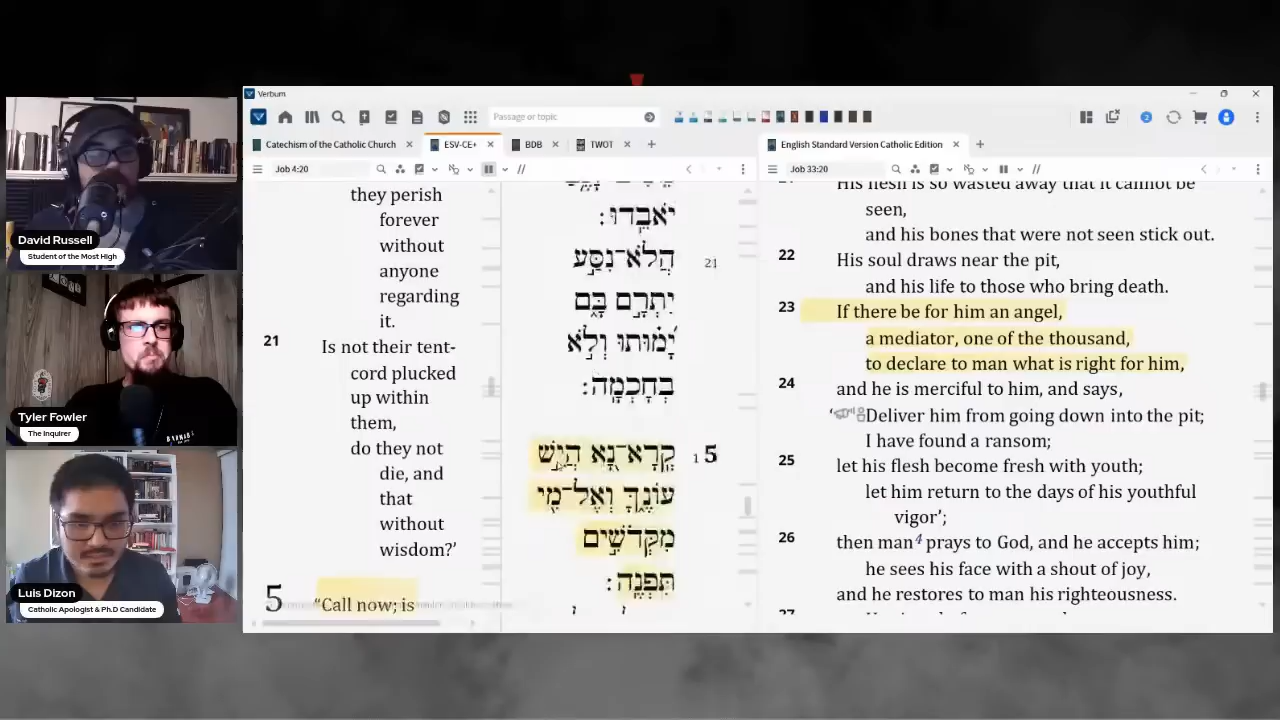 David Russell
Student of the Most High
Tyler Fowler
The Inquirer
Luis Dizon
Catholic Apologist & Ph.D Candidate
Verbum
Passage or topic
Catechism of the Catholic Church
ESV-CE+
BDB
TWOT
English Standard Version Catholic Edition
Job 4:20
Job 33:20
they perish
forever
without
anyone
regarding
it.
21 Is not their tent-
cord plucked
up within
them,
do they not
die, and
that
without
wisdom?’
5 “Call now; is
יֹאבֵֽדוּ׃
21 הֲלֹא־נִסַּ֣ע
יִתְרָ֣ם בָּ֑ם
יָ֝מ֗וּתוּ וְלֹ֣א
בְחָכְמָֽה׃
5 1 קְֽרָא־נָ֭א הֲיֵ֣שׁ
עוֹנֶ֑ךָּ וְאֶל־מִ֖י
מִקְּדֹשִׁ֣ים
תִּפְנֶֽה׃
His flesh is so wasted away that it cannot be
seen,
and his bones that were not seen stick out.
22 His soul draws near the pit,
and his life to those who bring death.
23 If there be for him an angel,
a mediator, one of the thousand,
to declare to man what is right for him,
24 and he is merciful to him, and says,
‘Deliver him from going down into the pit;
I have found a ransom;
25 let his flesh become fresh with youth;
let him return to the days of his youthful
vigor’;
26 then man4 prays to God, and he accepts him;
he sees his face with a shout of joy,
and he restores to man his righteousness.
27